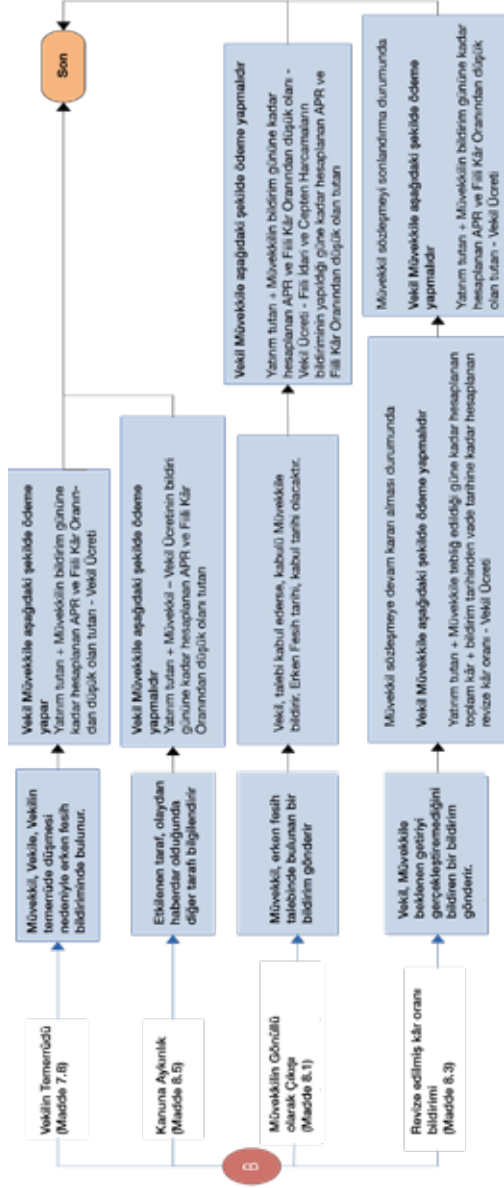 B
Vekilin Temerrüdü
(Madde 7.8)
Müvekkil, Vekile, Vekilin
temerrüde düşmesi
nedeniyle erken fesih
bildiriminde bulunur.
Vekil Müvekkile aşağıdaki şekilde ödeme
yapar
Yatırım tutarı + Müvekkilin bildirim gününe
kadar hesaplanan APR ve Fiili Kâr Oranın-
dan düşük olan tutarı - Vekil Ücreti
Son
Kanuna Aykırılık
(Madde 8.5)
Etkilenen taraf, olaydan
haberdar olduğunda
diğer tarafı bilgilendirir
Vekil Müvekkile aşağıdaki şekilde ödeme
yapmalıdır
Yatırım tutarı + Müvekkil – Vekil Ücretinin bildiri
gününe kadar hesaplanan APR ve Fiili Kâr
Oranından düşük olanı tutarı
Müvekkilin Gönüllü
olarak Çıkışı
(Madde 8.1)
Müvekkil, erken fesih
talebinde bulunan bir
bildirim gönderir
Vekil, talebi kabul ederse, kabulü Müvekkile
bildirir. Erken Fesih tarihi, kabul tarihi olacaktır.
Vekil Müvekkile aşağıdaki şekilde ödeme yapmalıdır
Yatırım tutarı + Müvekkilin bildirim gününe kadar
hesaplanan APR ve Fiili Kâr Oranından düşük olanı -
Vekil Ücreti - Fiili idari ve Cepten Harcamaların
bildiriminin yapıldığı güne kadar hesaplanan APR ve
Fiili Kâr Oranından düşük olan tutarı
Revize edilmiş kâr oranı
bildirimi
(Madde 8.3)
Vekil, Müvekkile
beklenen getiriyi
gerçekleştiremediğini
bildiren bir bildirim
gönderir.
Müvekkil sözleşmeye devam kararı alması durumunda
Vekil Müvekkile aşağıdaki şekilde ödeme yapmalıdır
Yatırım tutarı + Müvekkile tebliğ edildiği güne kadar hesaplanan
toplam kâr + bildirim tarihinden vade tarihine kadar hesaplanan
revize kâr oranı - Vekil Ücreti
Müvekkil sözleşmeyi sonlandırma durumunda
Vekil Müvekkile aşağıdaki şekilde ödeme
yapmalıdır
Yatırım tutarı + Müvekkilin bildirim gününe kadar
hesaplanan APR ve Fiili Kâr Oranından düşük
olan tutarı - Vekil Ücreti